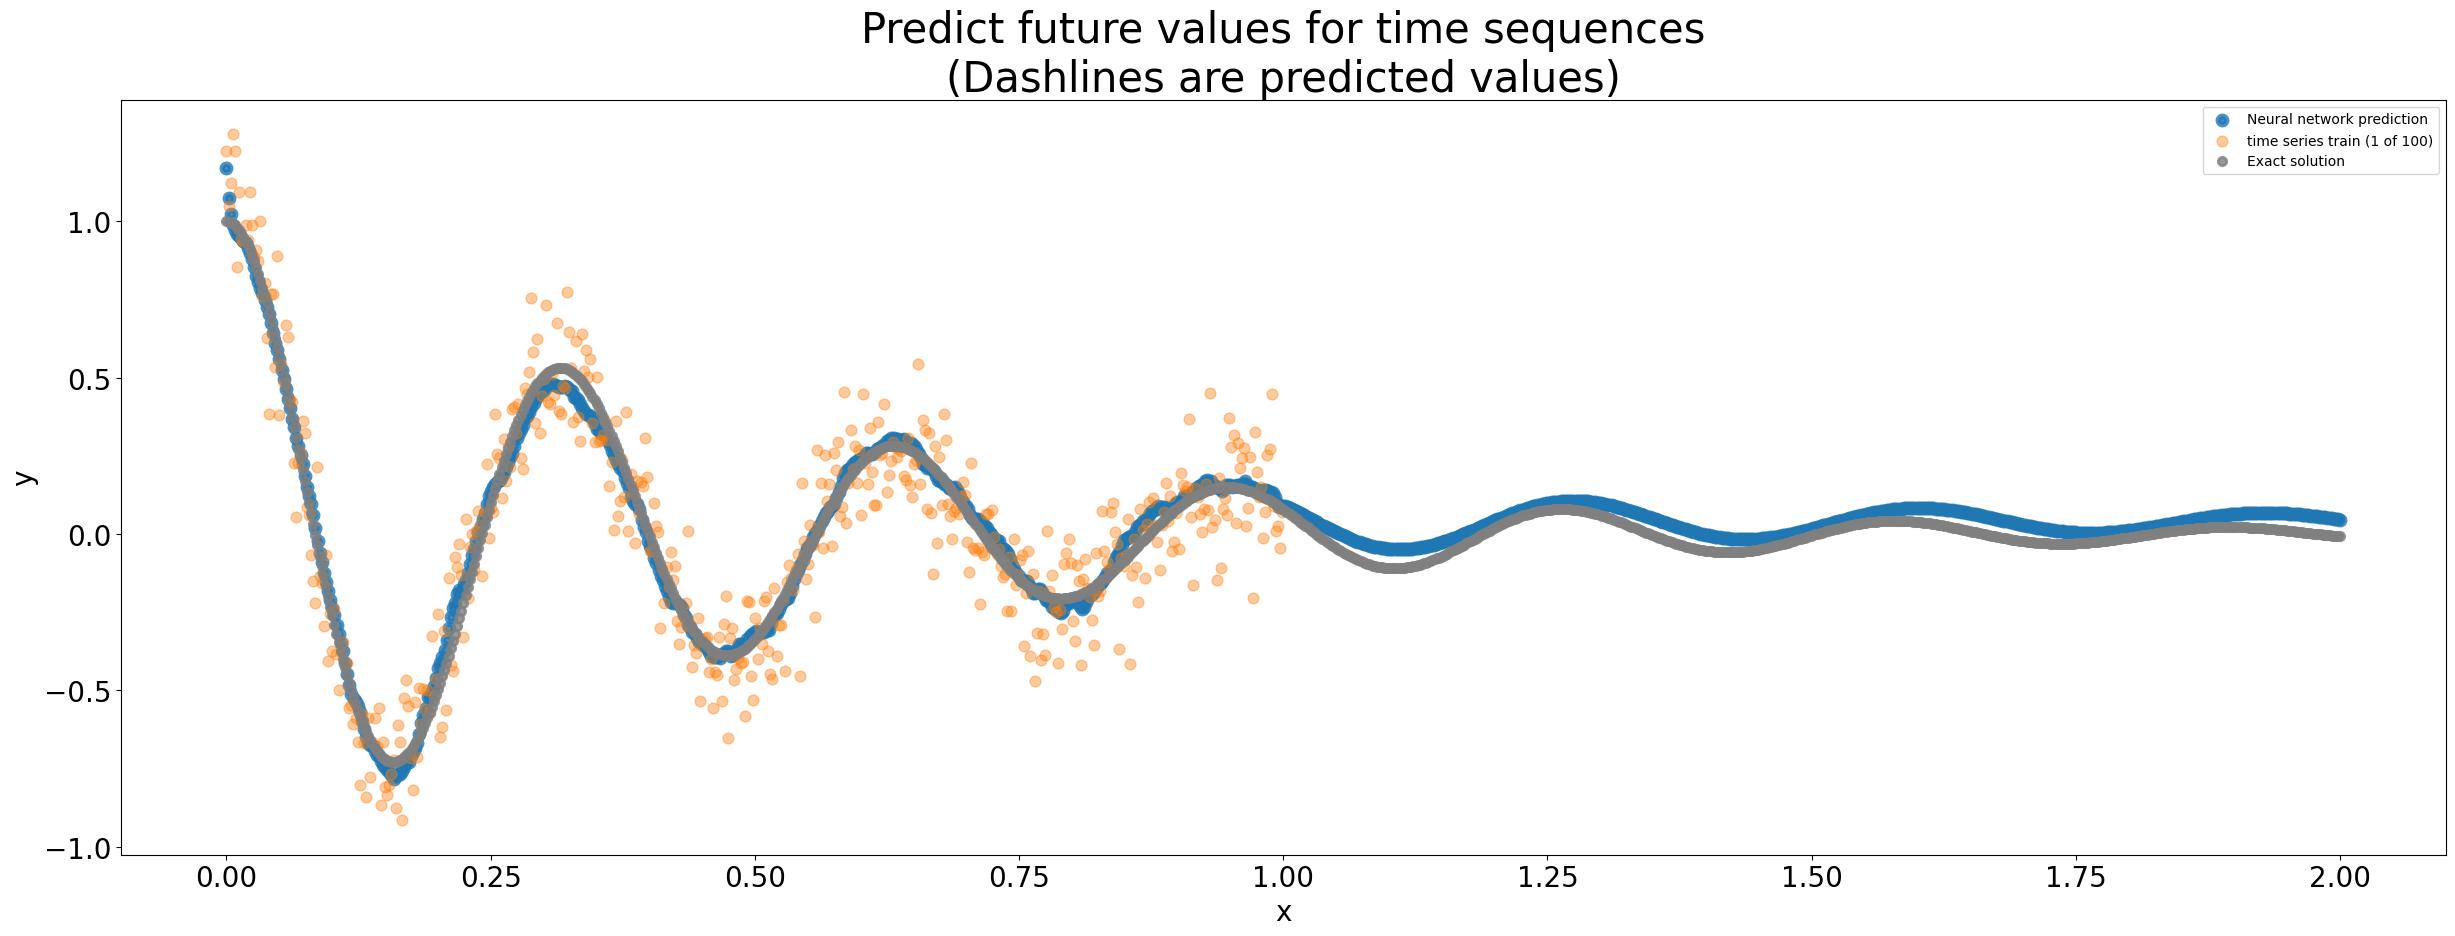 Predict future values for time sequences
(Dashlines are predicted values)
Neural network prediction
time series train (1 of 100)
Exact solution
y
1.0
0.5
0.0
−0.5
−1.0
0.00 0.25 0.50 0.75 1.00 1.25 1.50 1.75 2.00
x